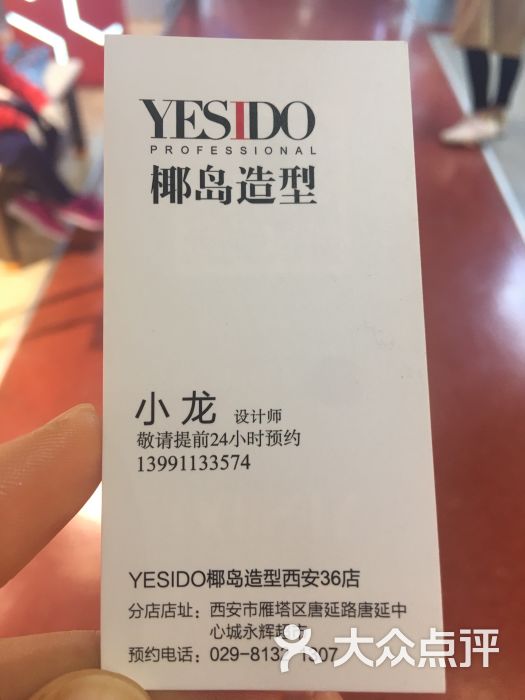 YESIDO
PROFESSIONAL
椰岛造型
小龙 设计师
敬请提前24小时预约
13991133574
YESIDO椰岛造型西安36店
分店店址：西安市雁塔区唐延路唐延中
心城永辉超市
预约电话：029-813
大众点评